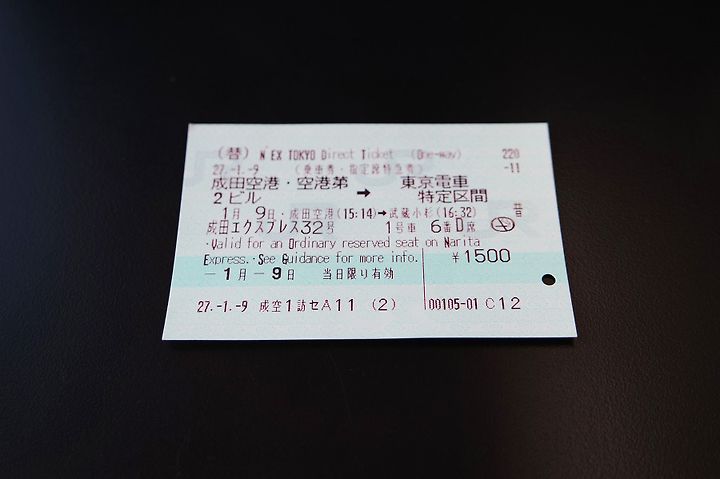 (替) N'EX TOKYO Direct Ticket (One-way) 220
27.-1.-9 (乗車券・指定席特急券) -11
成田空港・空港第 → 東京電車
2ビル 特定区間
1月 9日・成田空港(15:14)→武蔵小杉(16:32)
成田エクスプレス32号 1号車 6番D席
・Valid for an Ordinary reserved seat on Narita
Express.・See Guidance for more info. ￥1500
-1月-9日 当日限り有効
27.-1.-9 成空1訪セA11 (2) 00105-01 C12